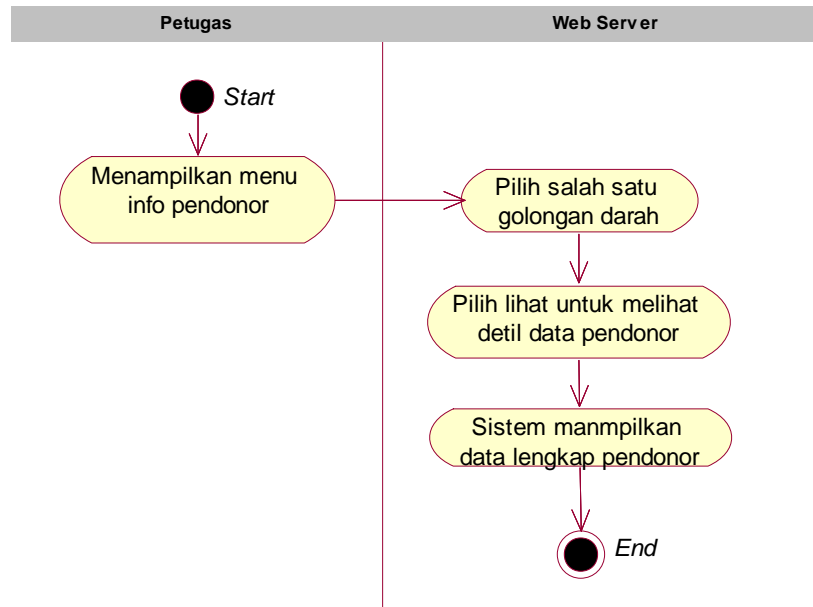 Petugas
Web Server
Start
Menampilkan menu
info pendonor
Pilih salah satu
golongan darah
Pilih lihat untuk melihat
detil data pendonor
Sistem manmpilkan
data lengkap pendonor
End